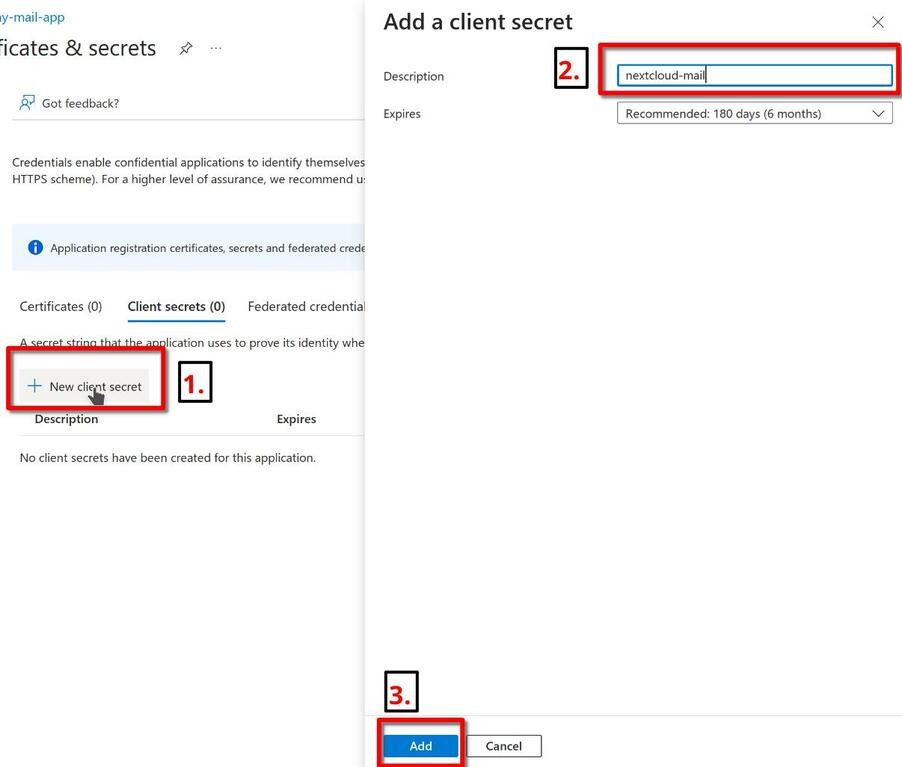 y-mail-app
ficates & secrets
Got feedback?
Credentials enable confidential applications to identify themselves
HTTPS scheme). For a higher level of assurance, we recommend
Application registration certificates, secrets and federated crede
Certificates (0)
Client secrets (0)
Federated credential
A secret string that the application uses to prove its identity whe
+ New client secret
1.
Description
Expires
No client secrets have been created for this application.
Add a client secret
Description
2.
nextcloud-mail
Expires
Recommended: 180 days (6 months)
3.
Add
Cancel